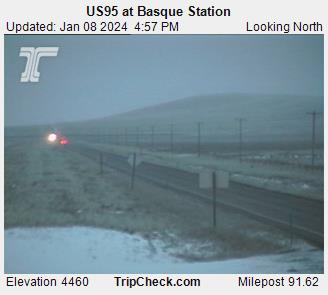 US95 at Basque Station
Updated: Jan 08 2024 4:57 PM Looking North
Elevation 4460 TripCheck.com Milepost 91.62